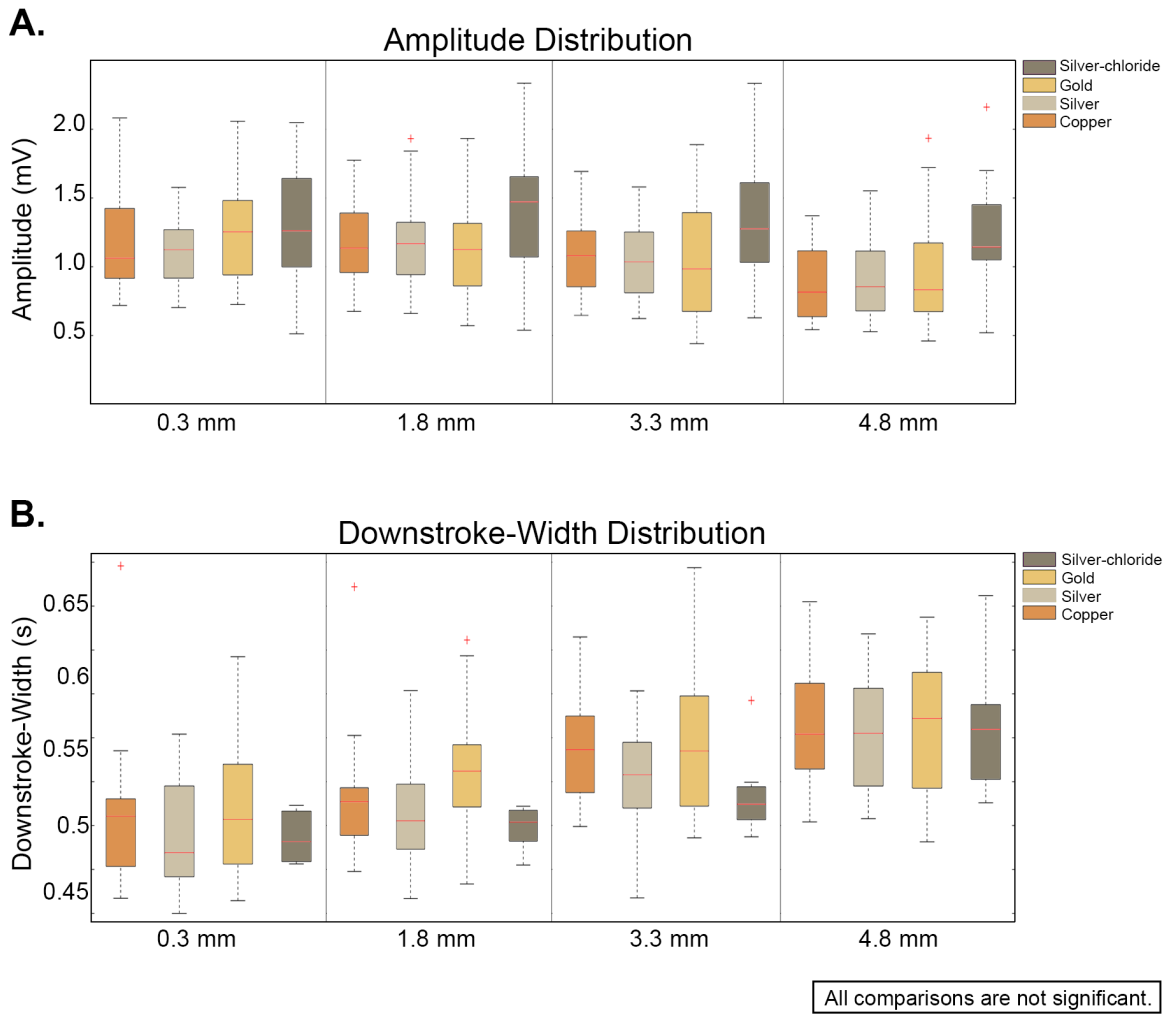 A.
Amplitude Distribution
Silver-chloride
Gold
Silver
Copper
Amplitude (mV)
2.0
1.5
1.0
0.5
0.3 mm
1.8 mm
3.3 mm
4.8 mm
B.
Downstroke-Width Distribution
Silver-chloride
Gold
Silver
Copper
Downstroke-Width (s)
0.65
0.6
0.55
0.5
0.45
0.3 mm
1.8 mm
3.3 mm
4.8 mm
All comparisons are not significant.